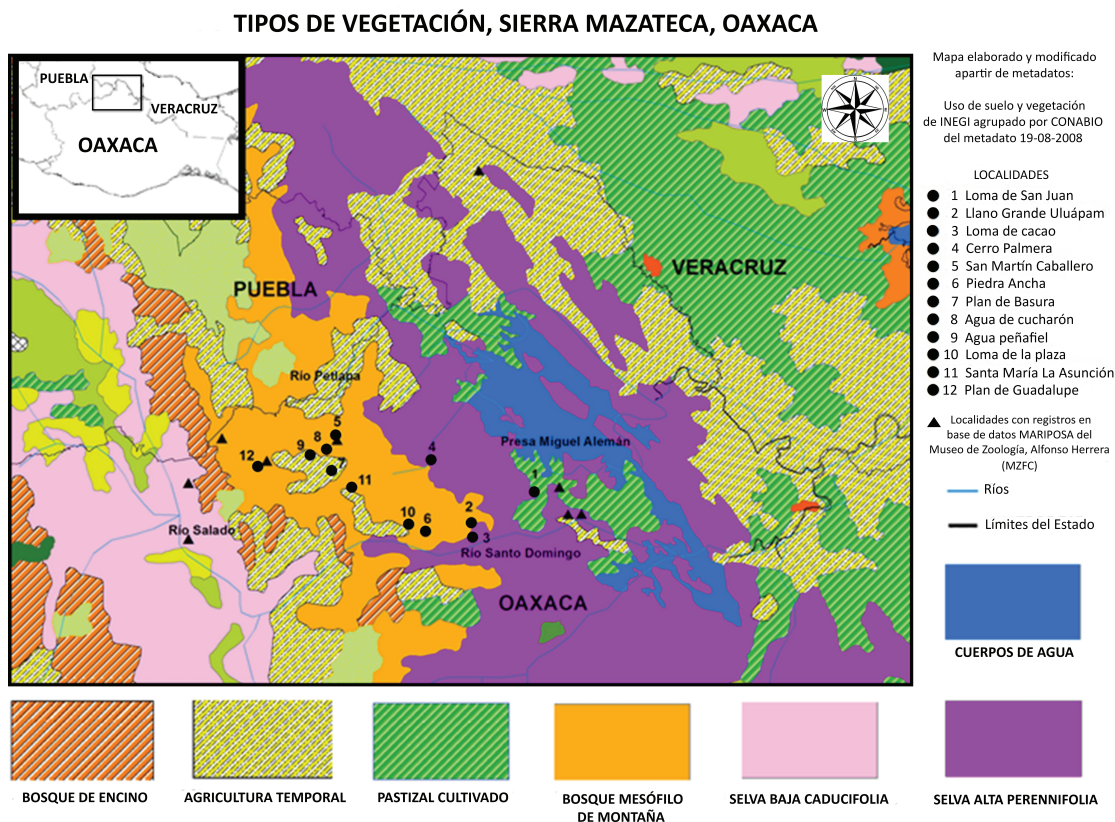 TIPOS DE VEGETACIÓN, SIERRA MAZATECA, OAXACA
PUEBLA
VERACRUZ
OAXACA
PUEBLA
VERACRUZ
Río Petlapa
Presa Miguel Alemán
Río Salado
Río Santo Domingo
OAXACA
1
2
3
4
5
6
7
8
9
10
11
12
Mapa elaborado y modificado
apartir de metadatos:
Uso de suelo y vegetación
de INEGI agrupado por CONABIO
del metadato 19-08-2008
LOCALIDADES
1 Loma de San Juan
2 Llano Grande Uluápam
3 Loma de cacao
4 Cerro Palmera
5 San Martín Caballero
6 Piedra Ancha
7 Plan de Basura
8 Agua de cucharón
9 Agua peñafiel
10 Loma de la plaza
11 Santa María La Asunción
12 Plan de Guadalupe
Localidades con registros en
base de datos MARIPOSA del
Museo de Zoología, Alfonso Herrera
(MZFC)
Ríos
Límites del Estado
CUERPOS DE AGUA
BOSQUE DE ENCINO
AGRICULTURA TEMPORAL
PASTIZAL CULTIVADO
BOSQUE MESÓFILO
DE MONTAÑA
SELVA BAJA CADUCIFOLIA
SELVA ALTA PERENNIFOLIA